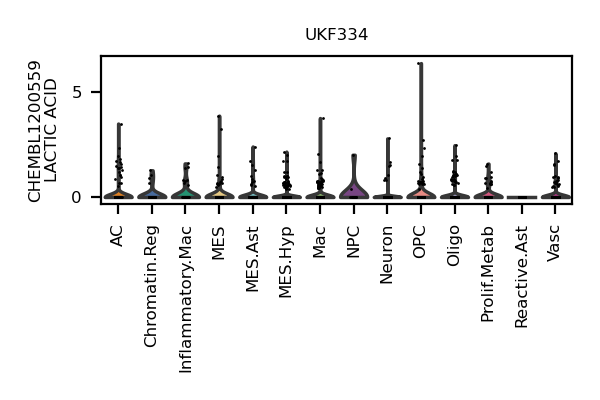 UKF334
CHEMBL1200559
LACTIC ACID
5
0
AC
Chromatin.Reg
Inflammatory.Mac
MES
MES.Ast
MES.Hyp
Mac
NPC
Neuron
OPC
Oligo
Prolif.Metab
Reactive.Ast
Vasc